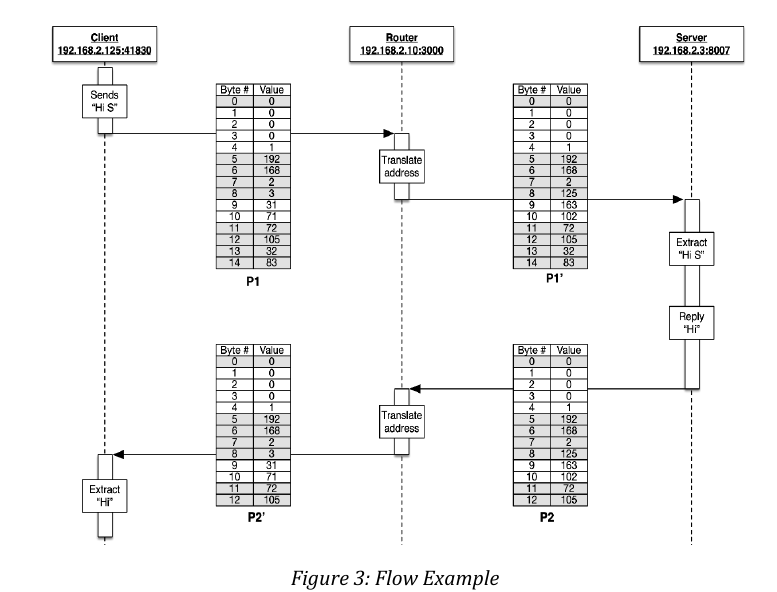 Client
192.168.2.125:41830
Router
192.168.2.10:3000
Server
192.168.2.3:8007
Sends
"Hi S"
Byte # Value
0 0
1 0
2 0
3 0
4 1
5 192
6 168
7 2
8 3
9 31
10 71
11 72
12 105
13 32
14 83
P1
Translate
address
Byte # Value
0 0
1 0
2 0
3 0
4 1
5 192
6 168
7 2
8 125
9 163
10 102
11 72
12 105
13 32
14 83
P1'
Extract
"Hi S"
Reply
"Hi"
Byte # Value
0 0
1 0
2 0
3 0
4 1
5 192
6 168
7 2
8 125
9 163
10 102
11 72
12 105
P2
Translate
address
Byte # Value
0 0
1 0
2 0
3 0
4 1
5 192
6 168
7 2
8 3
9 31
10 71
11 72
12 105
P2'
Extract
"Hi"
Figure 3: Flow Example